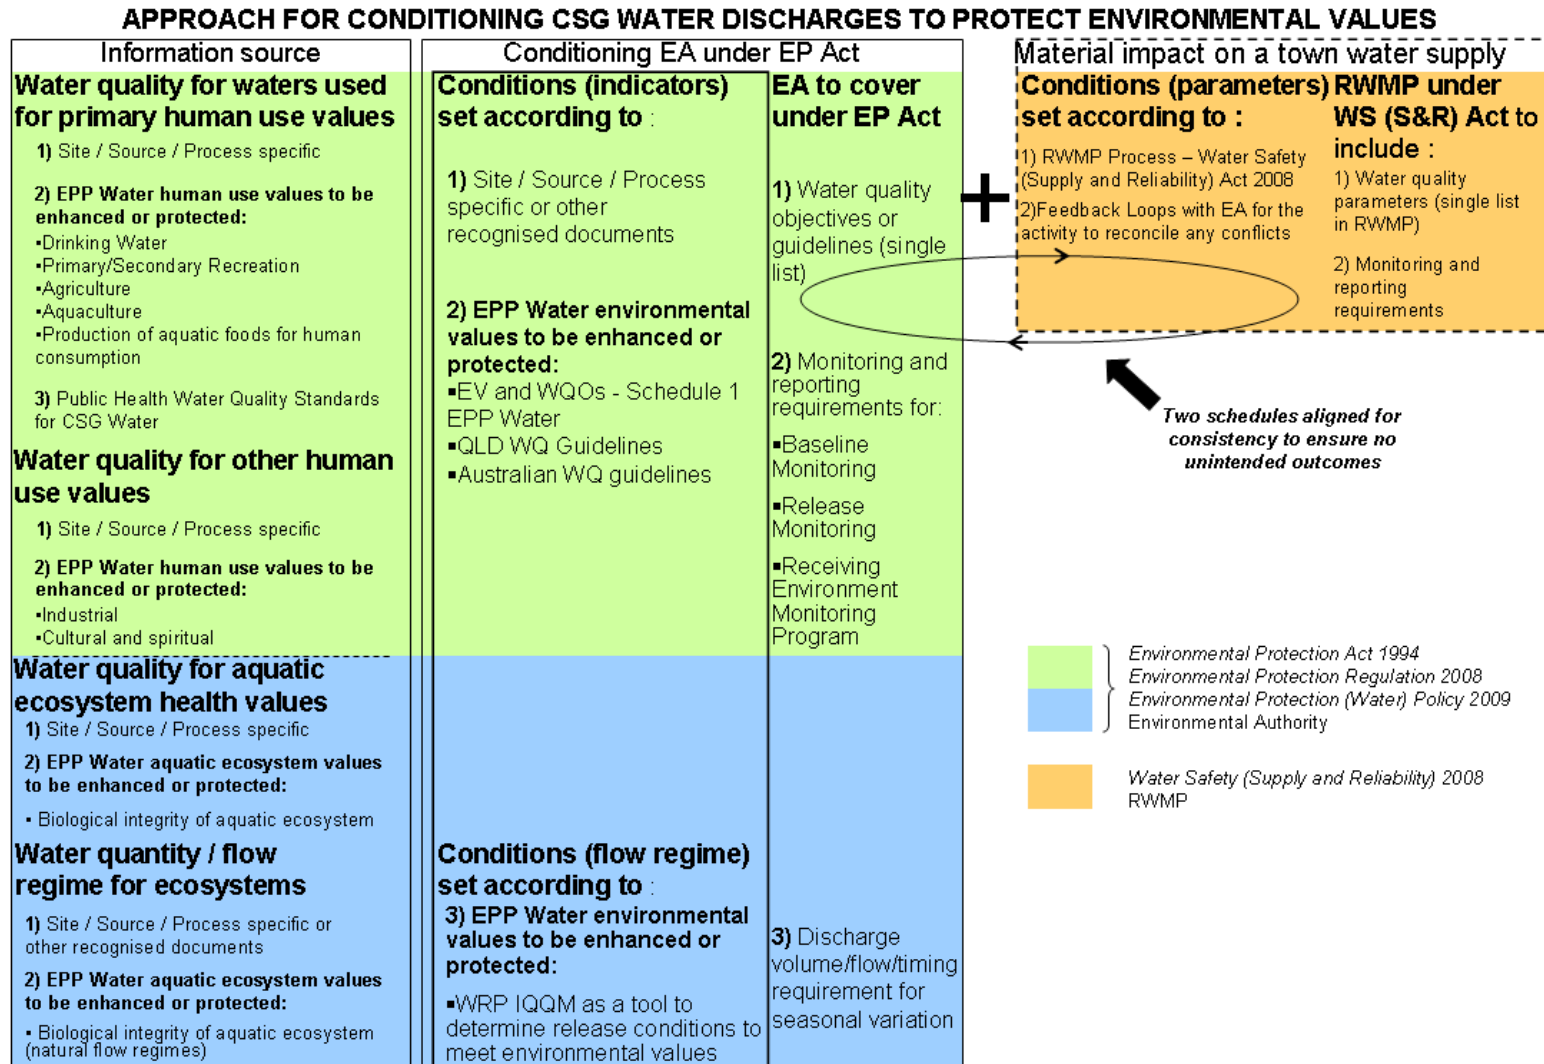 APPROACH FOR CONDITIONING CSG WATER DISCHARGES TO PROTECT ENVIRONMENTAL VALUES
Information source
Water quality for waters used
for primary human use values
1) Site / Source / Process specific
2) EPP Water human use values to be
enhanced or protected:
▪Drinking Water
▪Primary/Secondary Recreation
▪Agriculture
▪Aquaculture
▪Production of aquatic foods for human
consumption
3) Public Health Water Quality Standards
for CSG Water
Water quality for other human
use values
1) Site / Source / Process specific
2) EPP Water human use values to be
enhanced or protected:
▪Industrial
▪Cultural and spiritual
Water quality for aquatic
ecosystem health values
1) Site / Source / Process specific
2) EPP Water aquatic ecosystem values
to be enhanced or protected:
▪ Biological integrity of aquatic ecosystem
Water quantity / flow
regime for ecosystems
1) Site / Source / Process specific or
other recognised documents
2) EPP Water aquatic ecosystem values
to be enhanced or protected:
▪ Biological integrity of aquatic ecosystem
(natural flow regimes)
Conditioning EA under EP Act
Conditions (indicators)
set according to :
1) Site / Source / Process
specific or other
recognised documents
2) EPP Water environmental
values to be enhanced or
protected:
▪EV and WQOs - Schedule 1
EPP Water
▪QLD WQ Guidelines
▪Australian WQ guidelines
Conditions (flow regime)
set according to :
3) EPP Water environmental
values to be enhanced or
protected:
▪WRP IQQM as a tool to
determine release conditions to
meet environmental values
EA to cover
under EP Act
1) Water quality
objectives or
guidelines (single
list)
2) Monitoring and
reporting
requirements for:
▪Baseline
Monitoring
▪Release
Monitoring
▪Receiving
Environment
Monitoring
Program
3) Discharge
volume/flow/timing
requirement for
seasonal variation
+
Material impact on a town water supply
Conditions (parameters)
set according to :
1) RWMP Process – Water Safety
(Supply and Reliability) Act 2008
2)Feedback Loops with EA for the
activity to reconcile any conflicts
RWMP under
WS (S&R) Act to
include :
1) Water quality
parameters (single list
in RWMP)
2) Monitoring and
reporting
requirements
Two schedules aligned for
consistency to ensure no
unintended outcomes
Environmental Protection Act 1994
Environmental Protection Regulation 2008
Environmental Protection (Water) Policy 2009
Environmental Authority
Water Safety (Supply and Reliability) 2008
RWMP